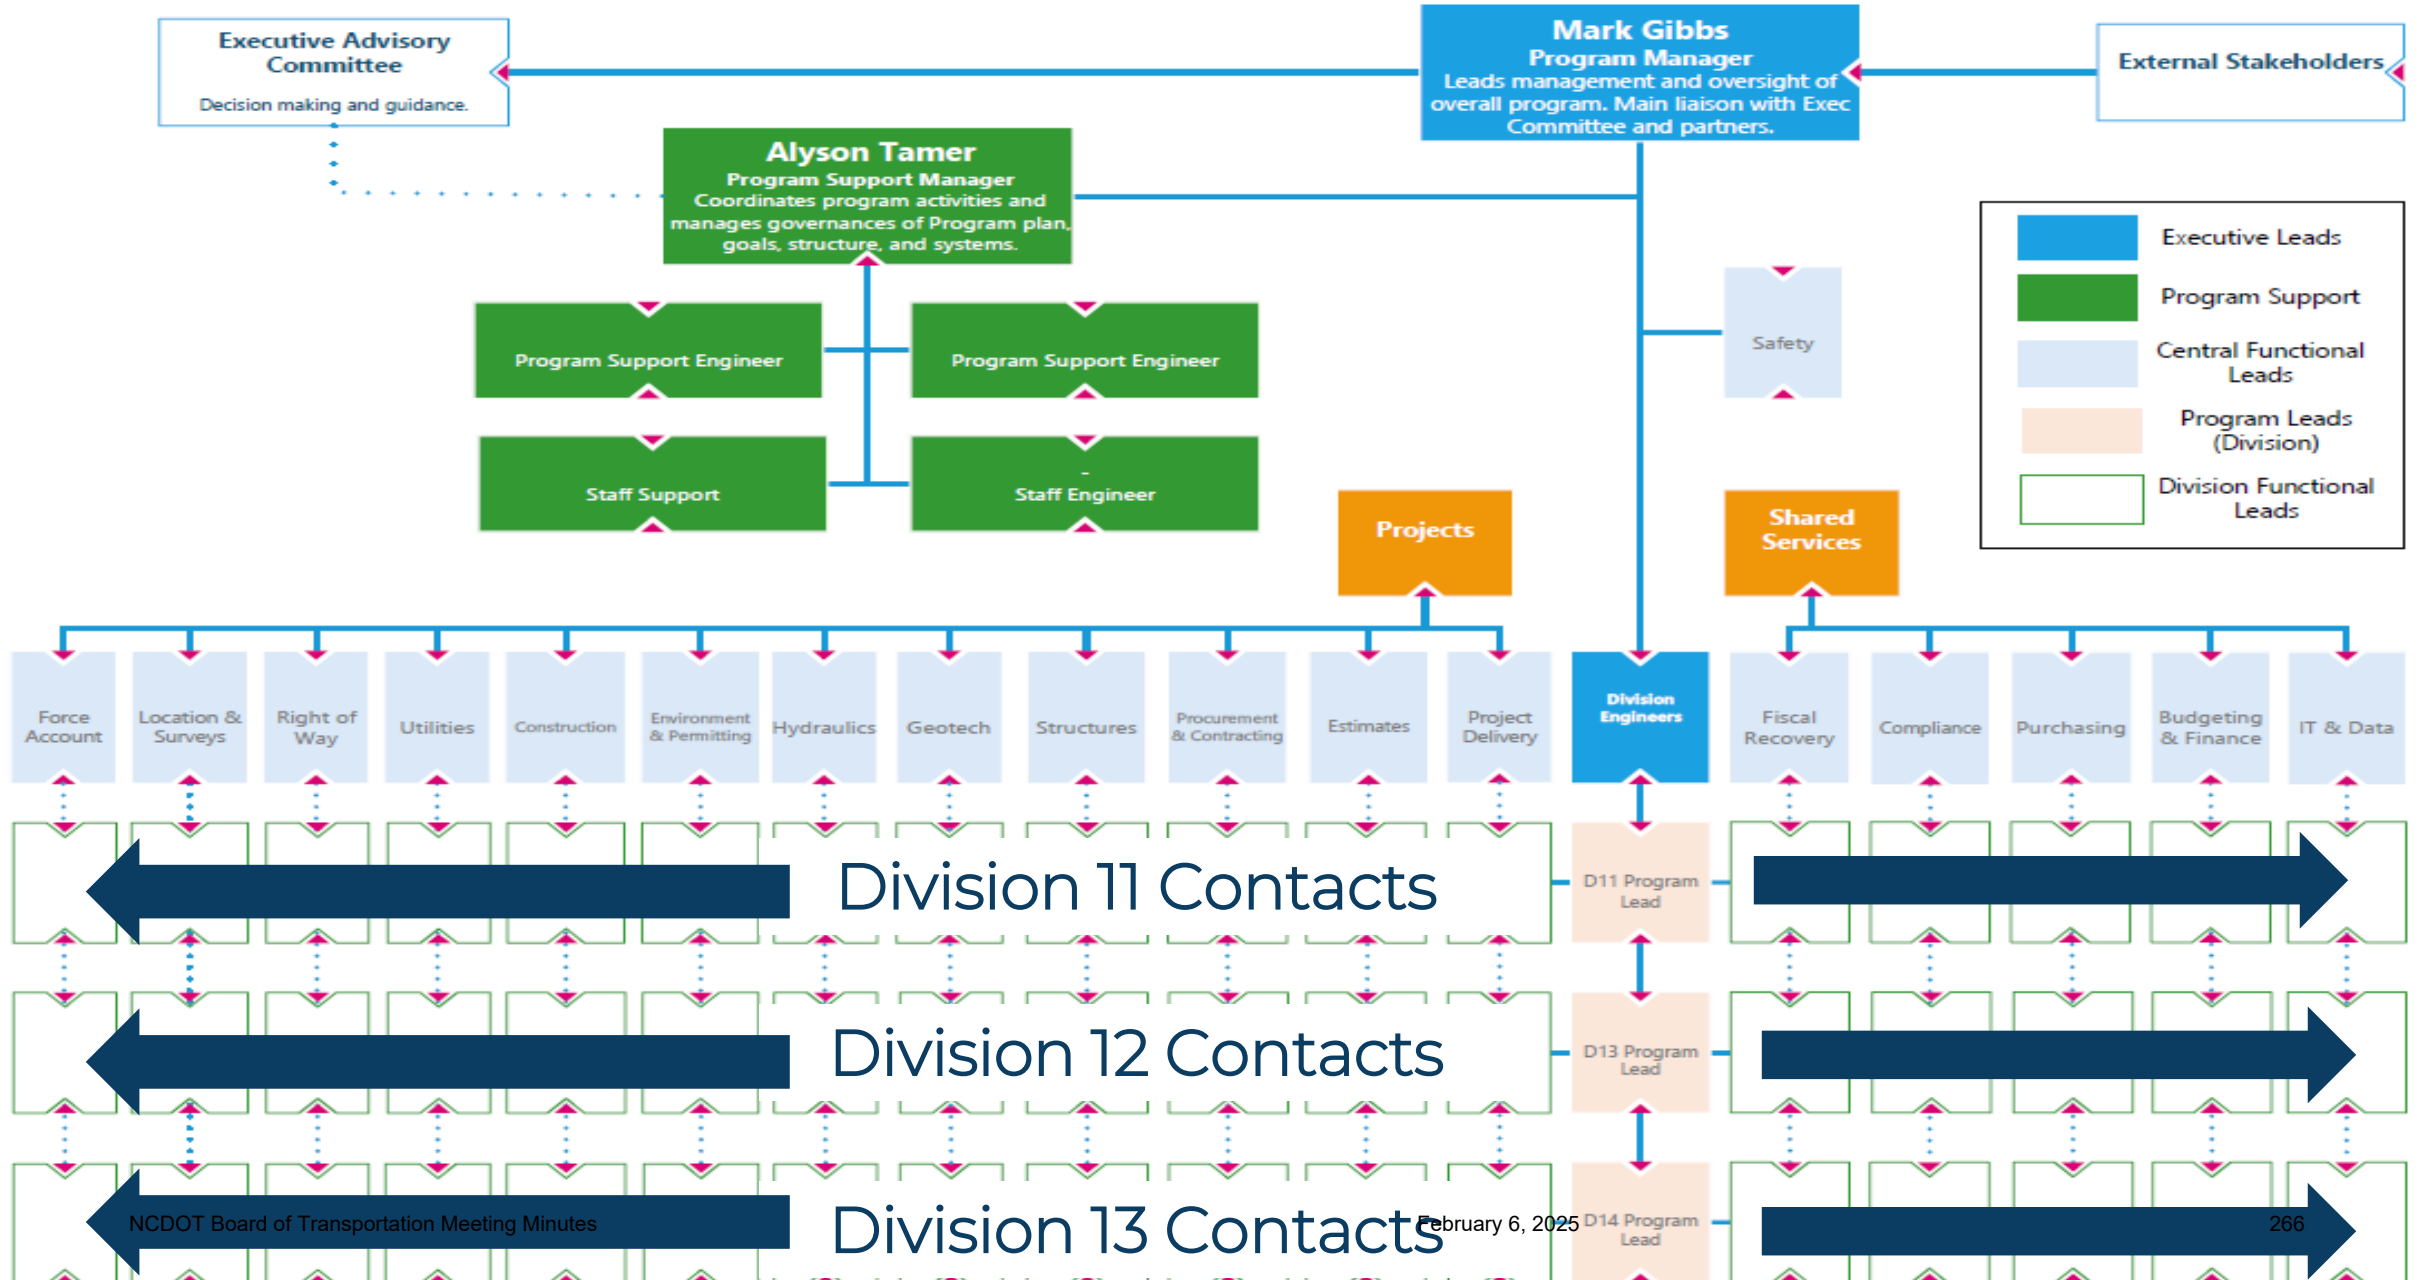 Executive Advisory
Committee
Decision making and guidance.
Mark Gibbs
Program Manager
Leads management and oversight of
overall program. Main liaison with Exec
Committee and partners.
External Stakeholders
Alyson Tamer
Program Support Manager
Coordinates program activities and
manages governances of Program plan,
goals, structure, and systems.
Executive Leads
Program Support
Central Functional
Leads
Program Leads
(Division)
Division Functional
Leads
Safety
Program Support Engineer
Program Support Engineer
Staff Support
-
Staff Engineer
Projects
Shared
Services
Force
Account
Location &
Surveys
Right of
Way
Utilities
Construction
Environment
& Permitting
Hydraulics
Geotech
Structures
Procurement
& Contracting
Estimates
Project
Delivery
Division
Engineers
Fiscal
Recovery
Compliance
Purchasing
Budgeting
& Finance
IT & Data
Division 11 Contacts
D11 Program
Lead
Division 12 Contacts
D13 Program
Lead
Division 13 Contacts
D14 Program
Lead
NCDOT Board of Transportation Meeting Minutes
February 6, 2025
266